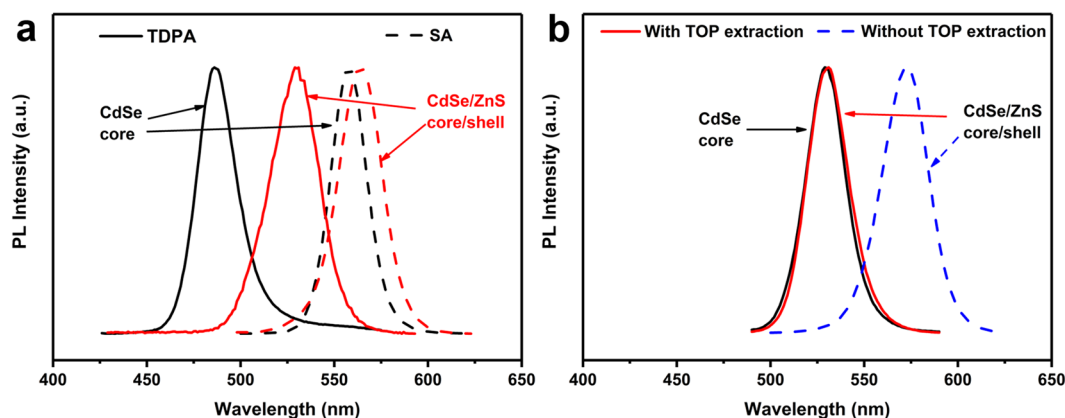 a
TDPA
SA
CdSe
core
CdSe/ZnS
core/shell
PL Intensity (a.u.)
400 450 500 550 600 650
Wavelength (nm)
b
With TOP extraction
Without TOP extraction
CdSe
core
CdSe/ZnS
core/shell
PL Intensity (a.u.)
400 450 500 550 600 650
Wavelength (nm)